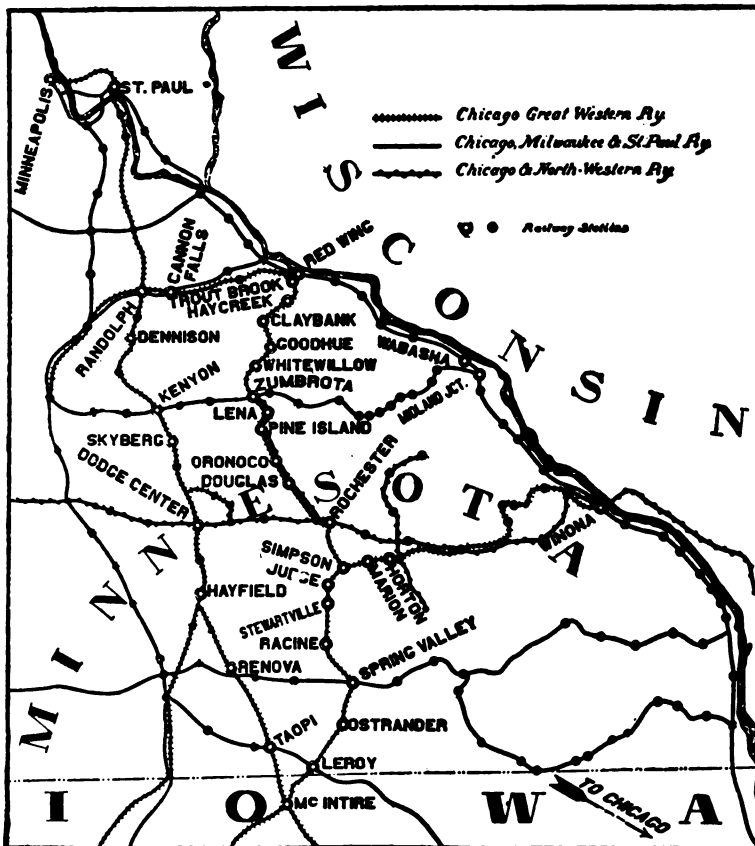 WISCONSIN
MINNEAPOLIS
ST. PAUL
Chicago Great Western Ry.
Chicago, Milwaukee & St. Paul Ry.
Chicago & North-Western Ry.
Railway Stations
CANNON
FALLS
RED WING
TROUT BROOK
HAYCREEK
RANDOLPH
CLAYBANK
DENNISON
GOODHUE
WABASHA
WHITEWILLOW
KENYON
ZUMBROTA
MIDLAND JCT.
LENA
PINE ISLAND
SKYBERG
ORONOCO
DOUGLAS
ROCHESTER
DODGE CENTER
MINNESOTA
WINONA
SIMPSON
JUDGE
MARION
CHORTON
HAYFIELD
STEWARTVILLE
RACINE
RENOVA
SPRING VALLEY
TAOPI
OSTRANDER
LEROY
MC INTIRE
IOWA
TO CHICAGO